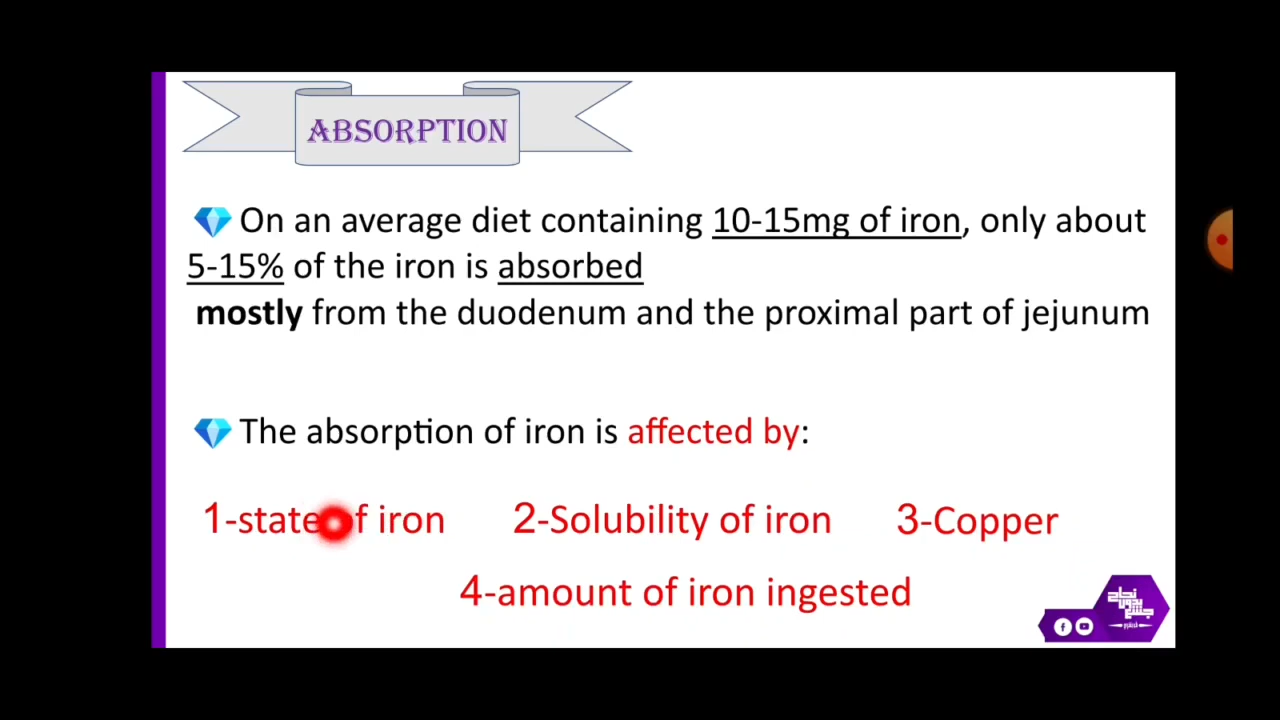 ABSORPTION
On an average diet containing 10-15mg of iron, only about
5-15% of the iron is absorbed
mostly from the duodenum and the proximal part of jejunum
The absorption of iron is affected by:
1-state of iron 2-Solubility of iron 3-Copper
4-amount of iron ingested